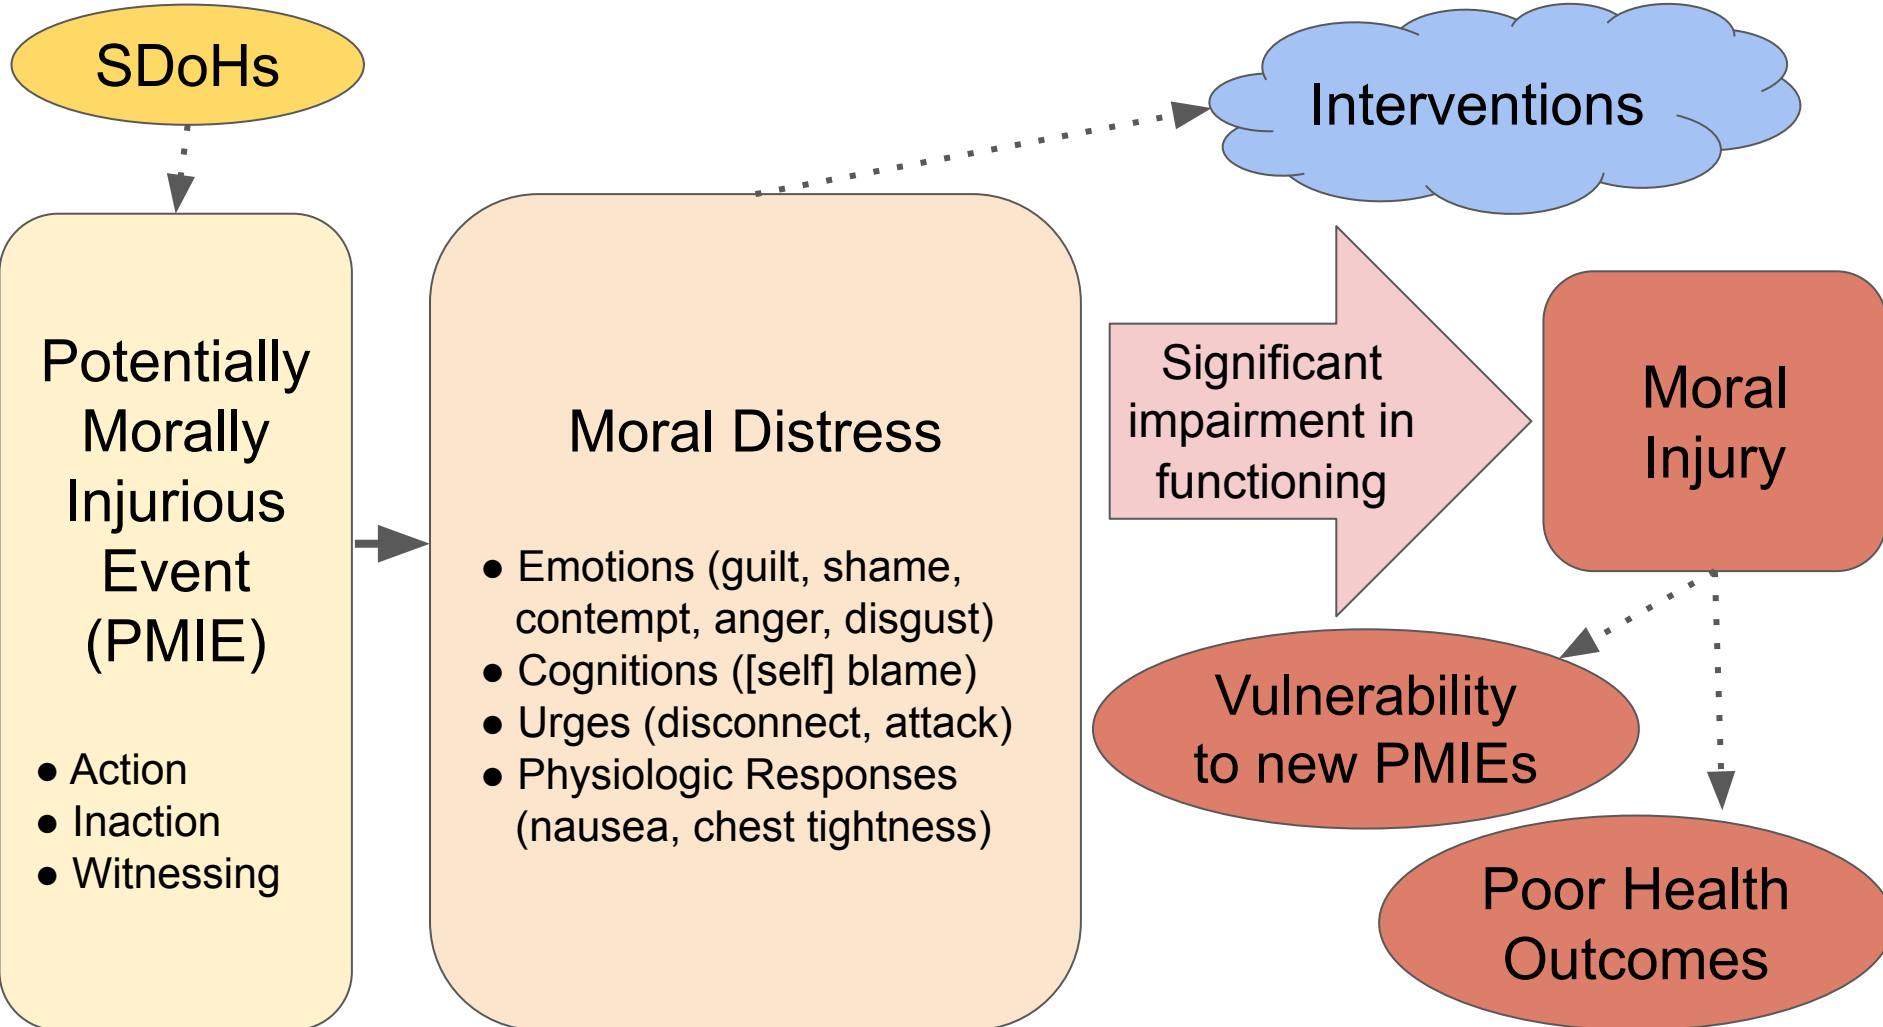 SDoHs
Interventions
Potentially
Morally
Injurious
Event
(PMIE)
● Action
● Inaction
● Witnessing
Moral Distress
● Emotions (guilt, shame,
contempt, anger, disgust)
● Cognitions ([self] blame)
● Urges (disconnect, attack)
● Physiologic Responses
(nausea, chest tightness)
Significant
impairment in
functioning
Moral
Injury
Vulnerability
to new PMIEs
Poor Health
Outcomes